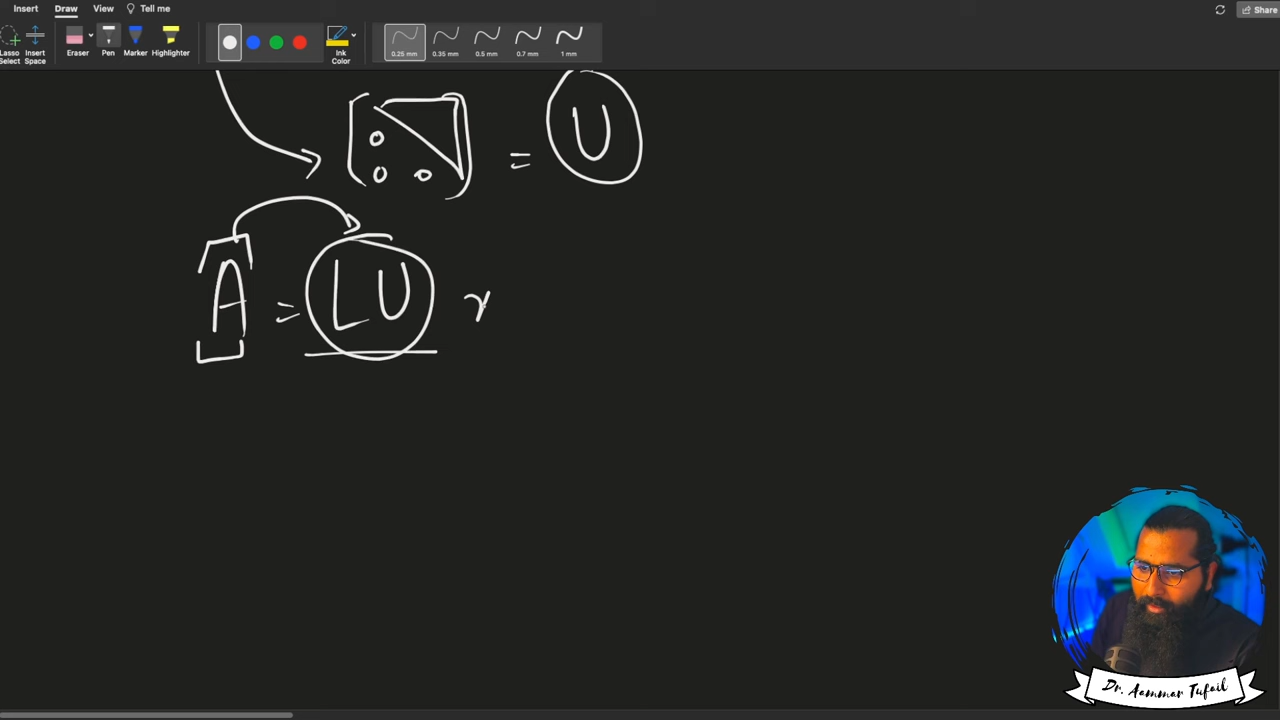 Insert Draw View Tell me Share
Lasso Select Insert Space Eraser Pen Marker Highlighter Ink Color 0.25 mm 0.35 mm 0.5 mm 0.7 mm 1 mm
0
0 0 = U
A = LU
Dr. Aammar Tufail